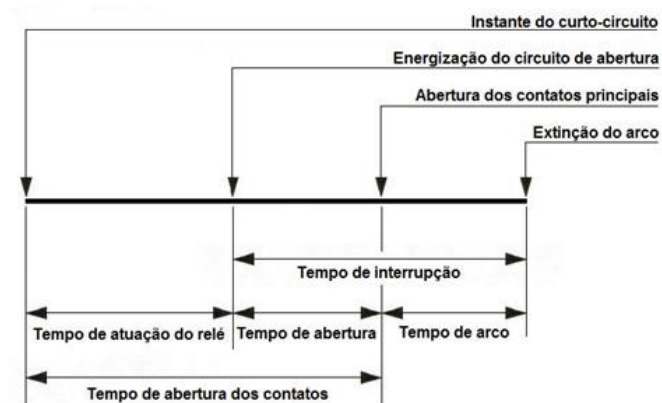 Instante do curto-circuito
Energização do circuito de abertura
Abertura dos contatos principais
Extinção do arco
Tempo de interrupção
Tempo de atuação do relé
Tempo de abertura
Tempo de arco
Tempo de abertura dos contatos